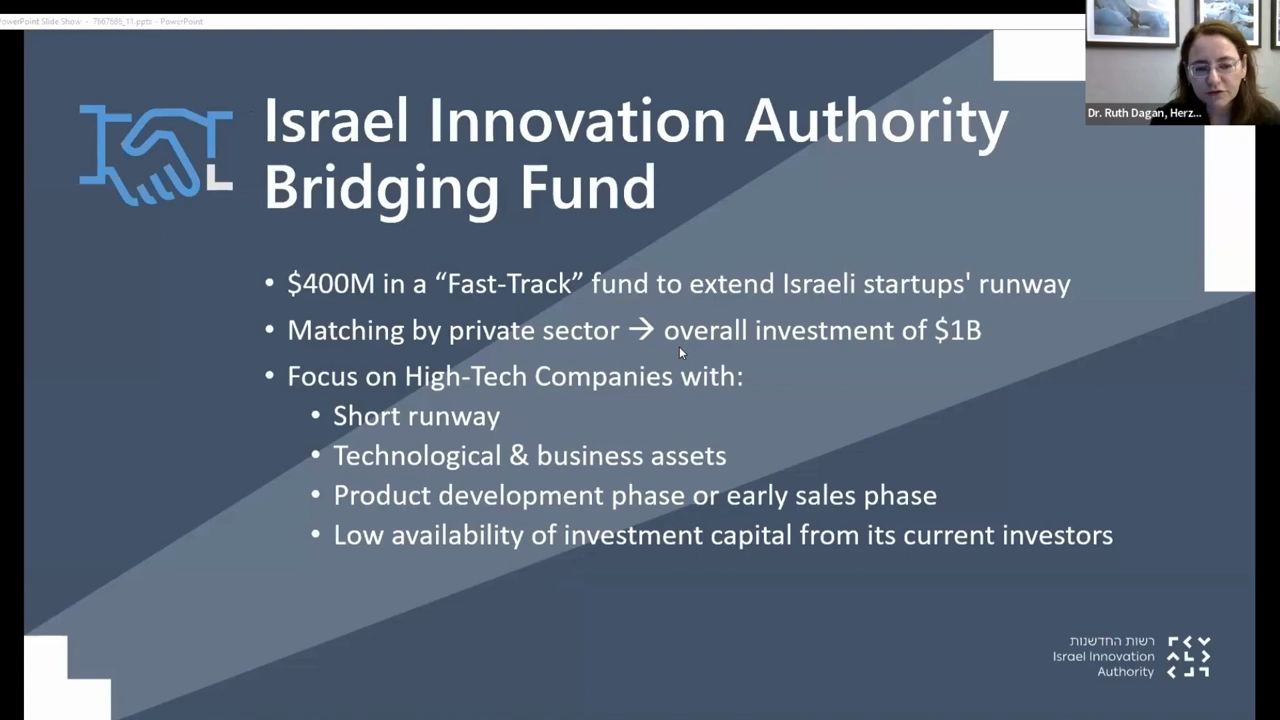 PowerPoint Slide Show - 7667686_11.pptx - PowerPoint
Dr. Ruth Dagan, Herz...
Israel Innovation Authority
Bridging Fund
• $400M in a “Fast-Track” fund to extend Israeli startups' runway
• Matching by private sector → overall investment of $1B
• Focus on High-Tech Companies with:
• Short runway
• Technological & business assets
• Product development phase or early sales phase
• Low availability of investment capital from its current investors
רשות החדשנות
Israel Innovation
Authority